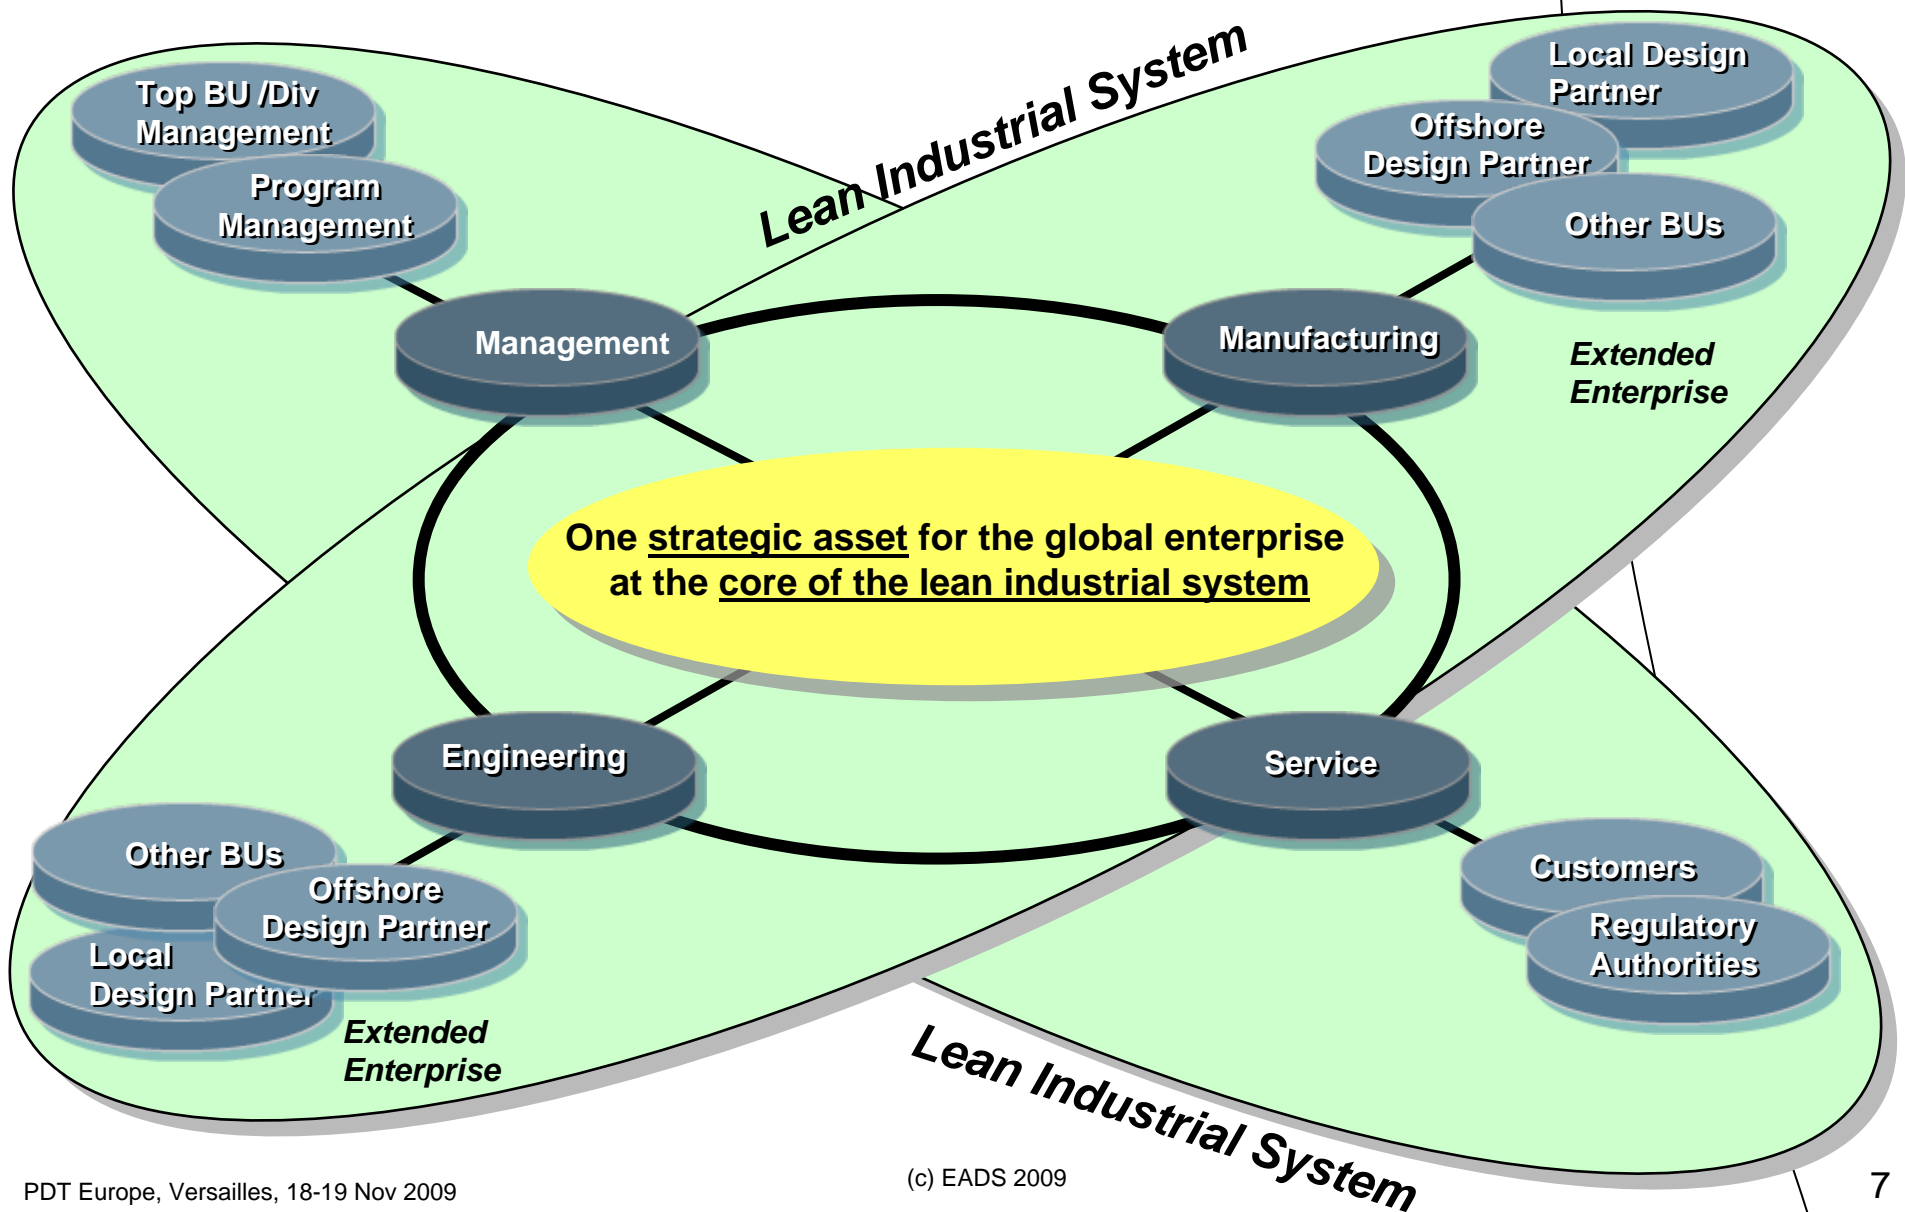 Lean Industrial System
Top BU /Div
Management
Program
Management
Local Design
Partner
Offshore
Design Partner
Other BUs
Management
Manufacturing
Extended
Enterprise
One strategic asset for the global enterprise
at the core of the lean industrial system
Engineering
Service
Other BUs
Offshore
Design Partner
Local
Design Partner
Extended
Enterprise
Customers
Regulatory
Authorities
Lean Industrial System
PDT Europe, Versailles, 18-19 Nov 2009
(c) EADS 2009
7